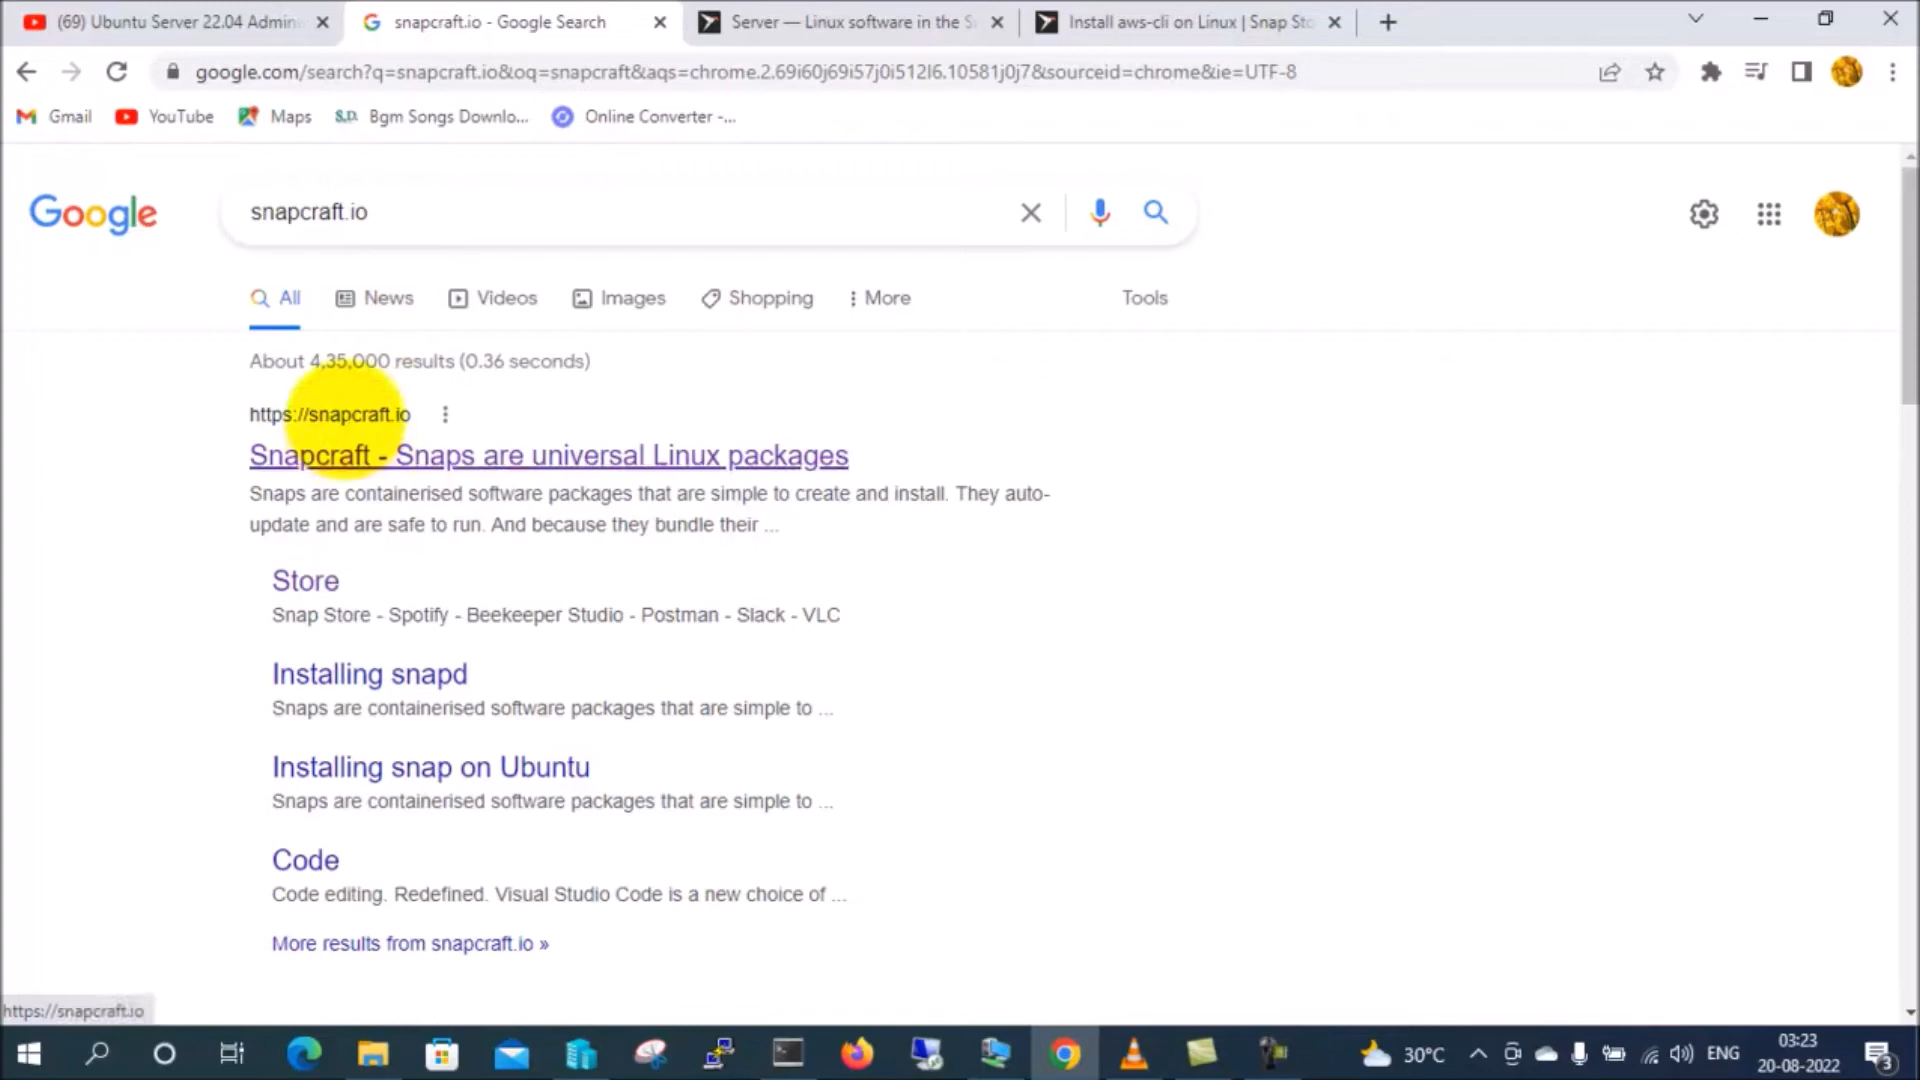 (69) Ubuntu Server 22.04 Admini
snapcraft.io - Google Search
Server — Linux software in the S
Install aws-cli on Linux | Snap Sto
google.com/search?q=snapcraft.io&oq=snapcraft&aqs=chrome.2.69i60j69i57j0i512l6.10581j0j7&sourceid=chrome&ie=UTF-8
Gmail
YouTube
Maps
S.D. Bgm Songs Downlo...
Online Converter -...
Google
snapcraft.io
All
News
Videos
Images
Shopping
More
Tools
About 4,35,000 results (0.36 seconds)
https://snapcraft.io
Snapcraft - Snaps are universal Linux packages
Snaps are containerised software packages that are simple to create and install. They auto-
update and are safe to run. And because they bundle their ...
Store
Snap Store - Spotify - Beekeeper Studio - Postman - Slack - VLC
Installing snapd
Snaps are containerised software packages that are simple to ...
Installing snap on Ubuntu
Snaps are containerised software packages that are simple to ...
Code
Code editing. Redefined. Visual Studio Code is a new choice of ...
More results from snapcraft.io »
https://snapcraft.io
30°C
ENG
03:23
20-08-2022
3